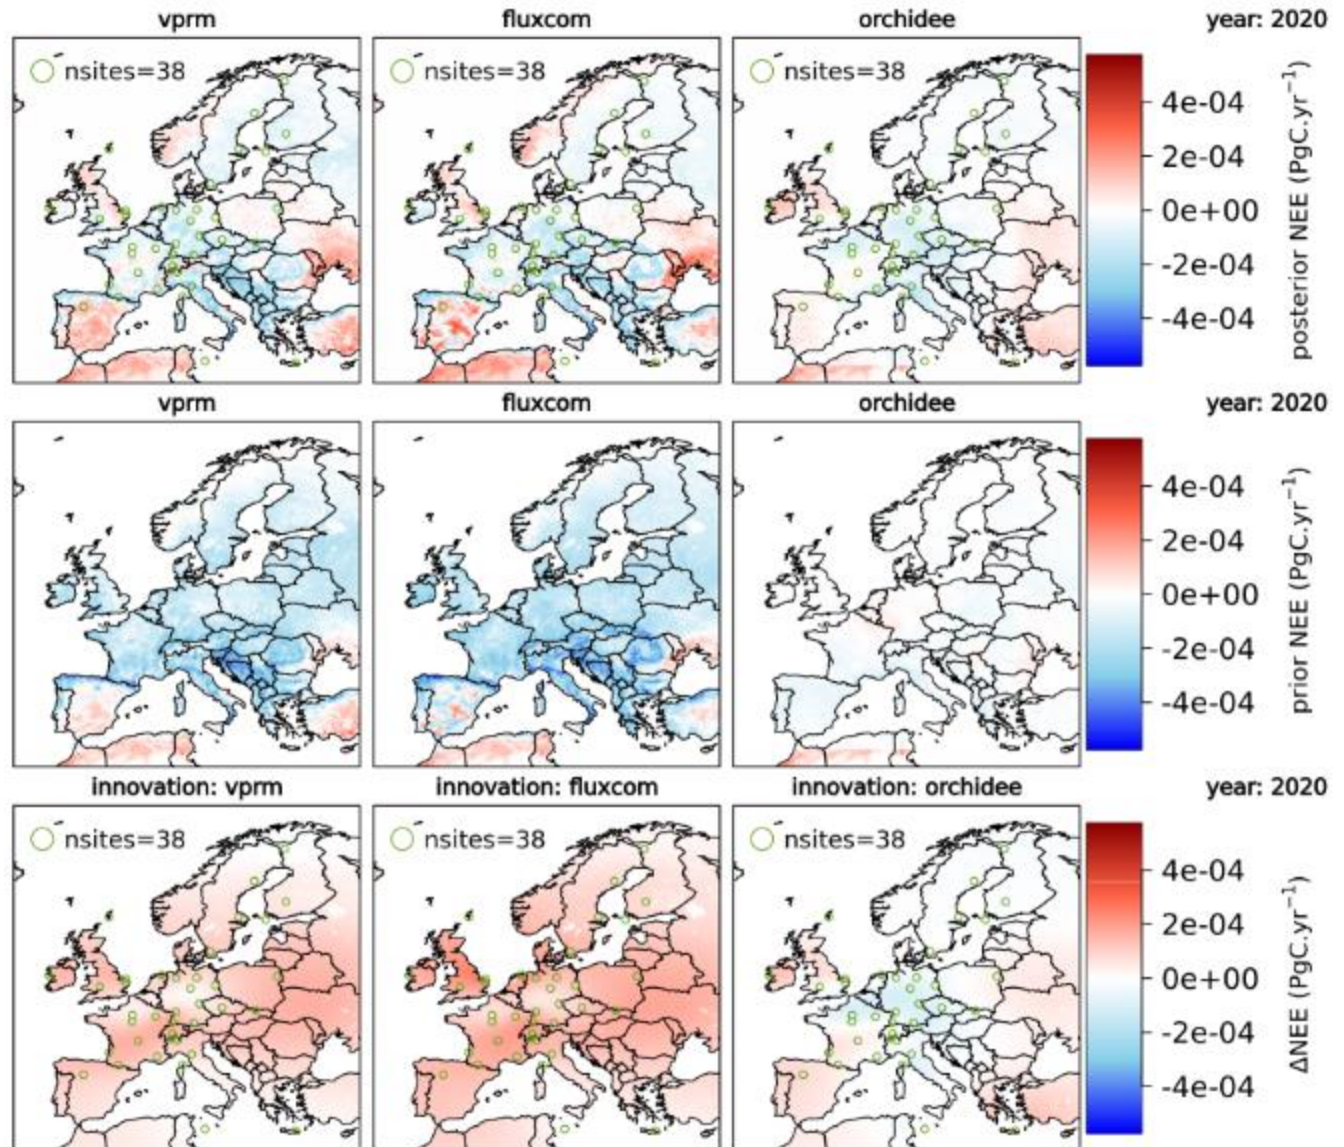 vprm fluxcom orchidee year: 2020
nsites=38 nsites=38 nsites=38
4e-04
2e-04
0e+00
-2e-04
-4e-04
posterior NEE (PgC.yr⁻¹)
vprm fluxcom orchidee year: 2020
4e-04
2e-04
0e+00
-2e-04
-4e-04
prior NEE (PgC.yr⁻¹)
innovation: vprm innovation: fluxcom innovation: orchidee year: 2020
nsites=38 nsites=38 nsites=38
4e-04
2e-04
0e+00
-2e-04
-4e-04
ΔNEE (PgC.yr⁻¹)